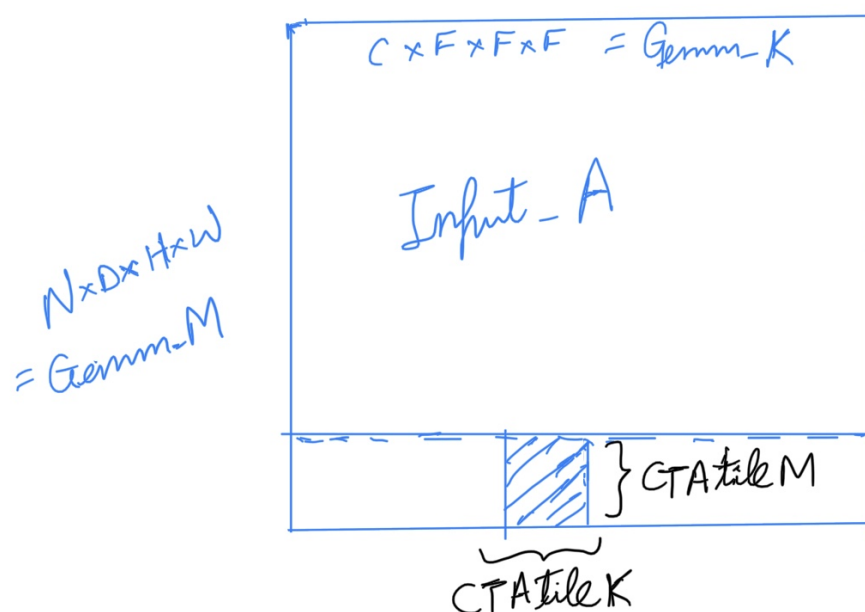 C × F × F × F = Gemm_K
Input_A
N×D×H×W
= Gemm_M
} CTAtileM
CTAtileK